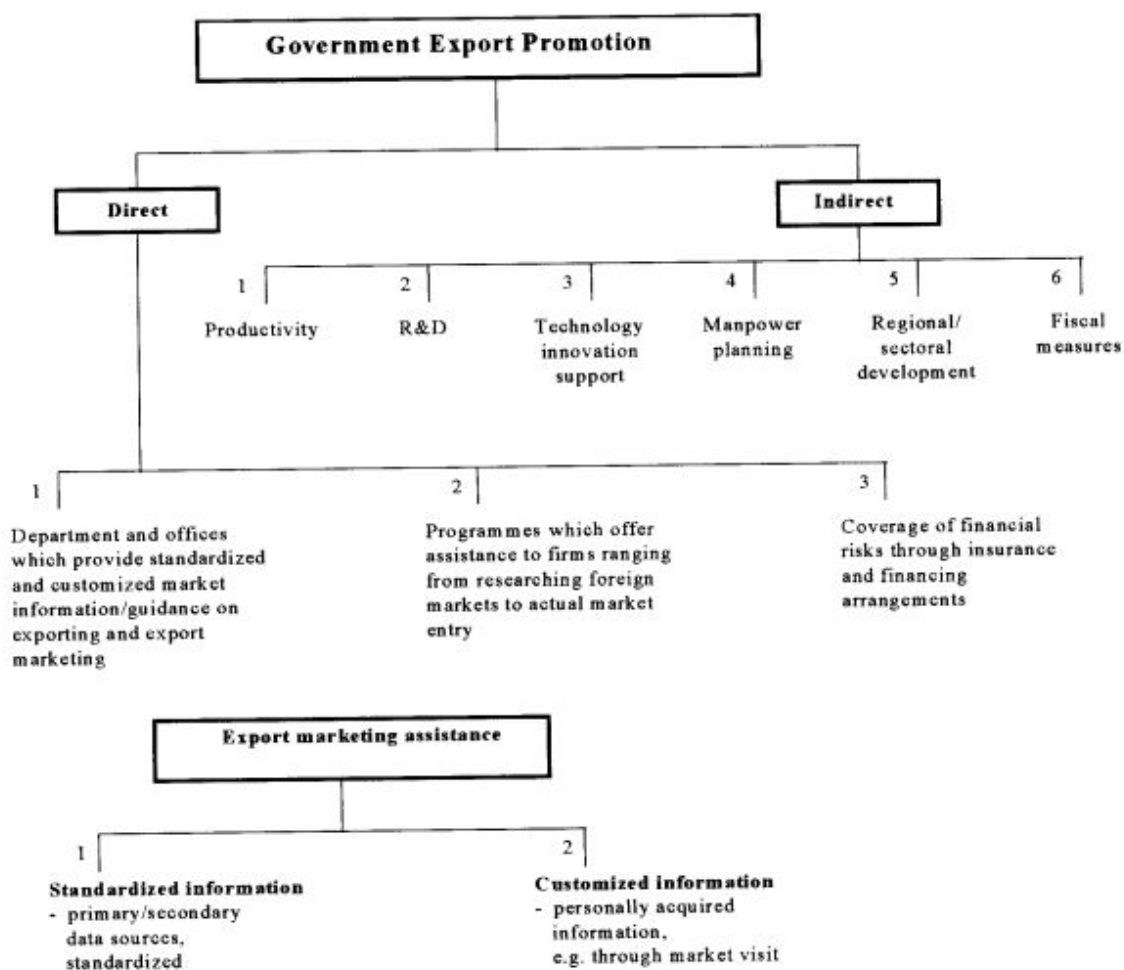 Government Export Promotion
Direct
Indirect
1
Productivity
2
R&D
3
Technology
innovation
support
4
Manpower
planning
5
Regional/
sectoral
development
6
Fiscal
measures
1
Department and offices
which provide standardized
and customized market
information/guidance on
exporting and export
marketing
2
Programmes which offer
assistance to firms ranging
from researching foreign
markets to actual market
entry
3
Coverage of financial
risks through insurance
and financing
arrangements
Export marketing assistance
1
Standardized information
- primary/secondary
data sources,
standardized
2
Customized information
- personally acquired
information,
e.g. through market visit